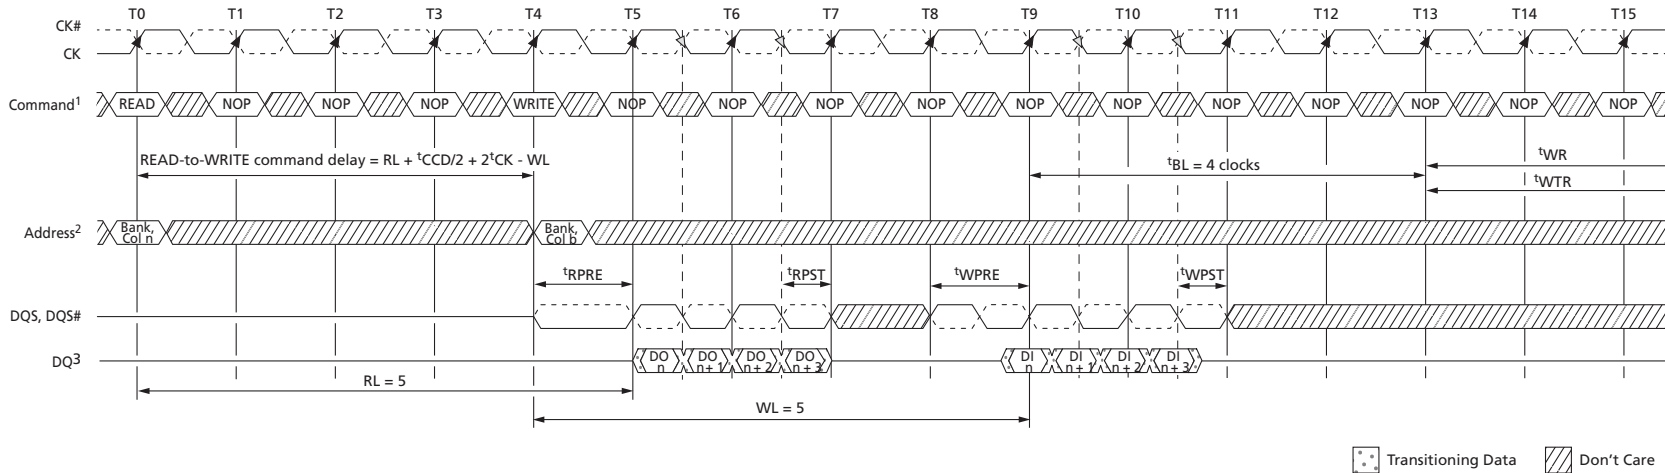 T0 T1 T2 T3 T4 T5 T6 T7 T8 T9 T10 T11 T12 T13 T14 T15
CK#
CK
Command1 READ NOP NOP NOP WRITE NOP NOP NOP NOP NOP NOP NOP NOP NOP NOP NOP
READ-to-WRITE command delay = RL + tCCD/2 + 2tCK - WL
tBL = 4 clocks
tWR
tWTR
Address2 Bank, Col n Bank, Col b
tRPRE tRPST tWPRE tWPST
DQS, DQS#
DQ3 DO n DO n + 1 DO n + 2 DO n + 3 DI n DI n + 1 DI n + 2 DI n + 3
RL = 5
WL = 5
Transitioning Data Don't Care